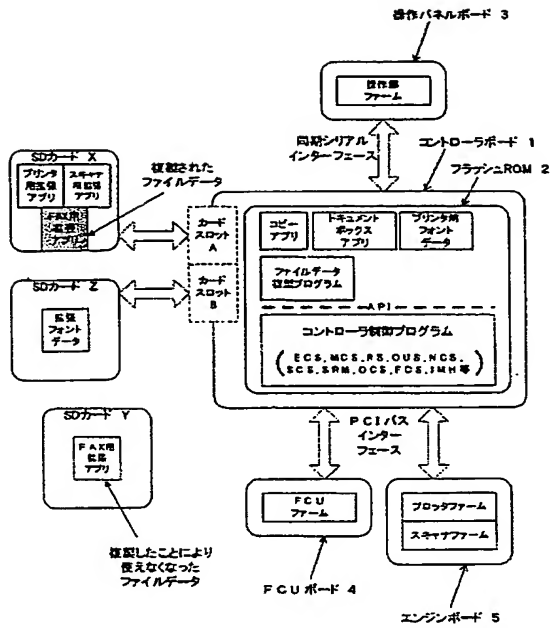 操作パネルボード 3
操作部
ファーム
同期シリアル
インターフェース
コントローラボード 1
フラッシュROM 2
SDカード X
プリンタ
用拡張
アプリ
スキャナ
用拡張
アプリ
FAX用
拡張
アプリ
複製された
ファイルデータ
カード
スロット
A
カード
スロット
B
コピー
アプリ
ドキュメント
ボックス
アプリ
プリンタ用
フォント
データ
ファイルデータ
複製プログラム
API
コントローラ制御プログラム
(ECS,MCS,RS,OUS,NCS,
SCS,SRM,OCS,FCS,IMH等)
SDカード Z
拡張
フォント
データ
SDカード Y
FAX用
拡張
アプリ
複製したことにより
使えなくなった
ファイルデータ
PCIバス
インター
フェース
FCU
ファーム
FCUボード 4
プロッタファーム
スキャナファーム
エンジンボード 5